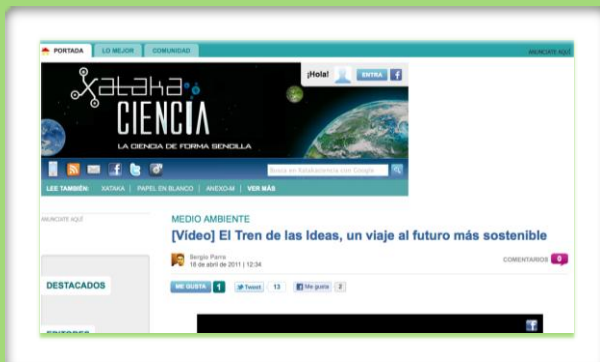 PORTADA LO MEJOR COMUNIDAD ANÚNCIATE AQUÍ
¡Hola! ENTRA f
xataka
CIENCIA
LA CIENCIA DE FORMA SENCILLA
Busca en Xatakaciencia con Google
LEE TAMBIÉN: XATAKA | PAPEL EN BLANCO | ANEXO-M | VER MÁS
ANUNCIATE AQUÍ
MEDIO AMBIENTE
[Vídeo] El Tren de las Ideas, un viaje al futuro más sostenible
Sergio Parra
16 de abril de 2011 | 12:34
COMENTARIOS 0
DESTACADOS
ME GUSTA 1 Tweet 13 Me gusta 2
EDITORES